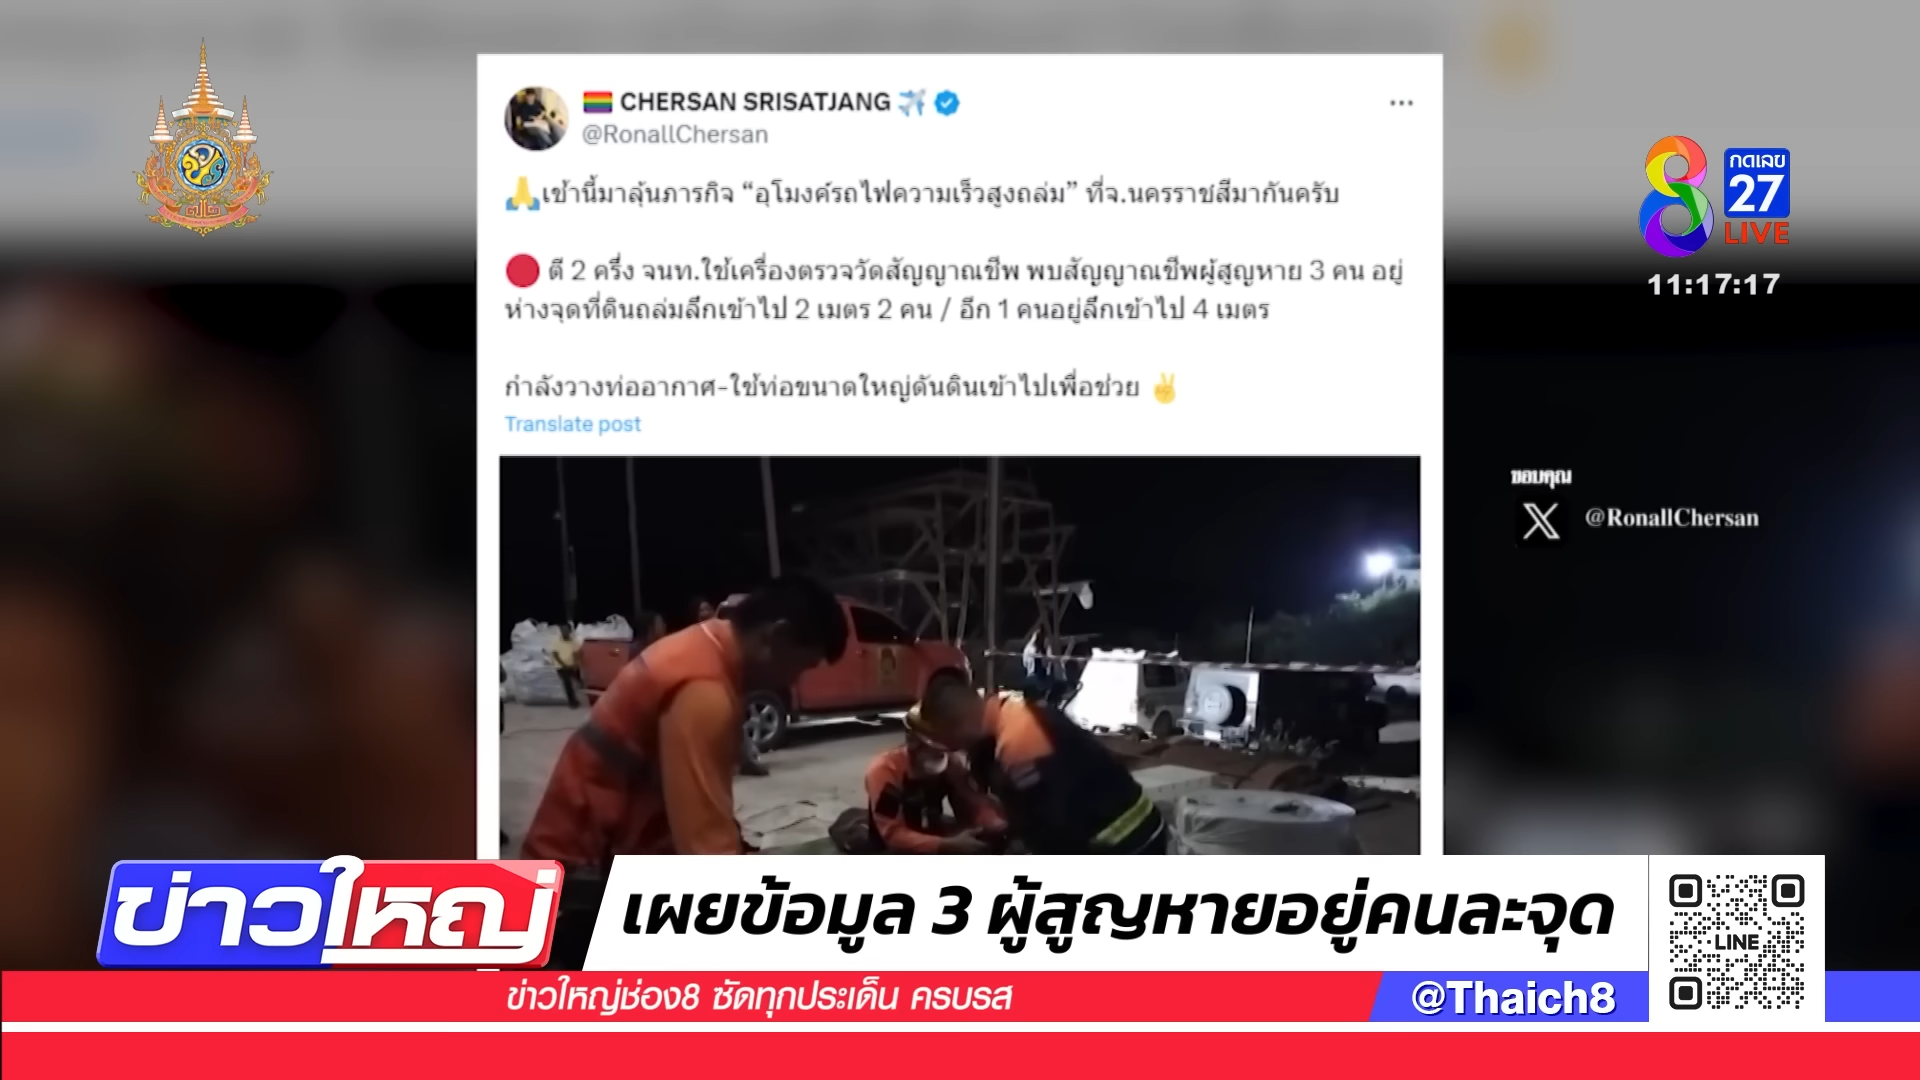 CHERSAN SRISATJANG
@RonallChersan
เช้านี้มาลุ้นภารกิจ “อุโมงค์รถไฟความเร็วสูงถล่ม” ที่จ.นครราชสีมากันครับ
ตี 2 ครึ่ง จนท.ใช้เครื่องตรวจวัดสัญญาณชีพ พบสัญญาณชีพผู้สูญหาย 3 คน อยู่
ห่างจุดที่ดินถล่มลึกเข้าไป 2 เมตร 2 คน / อีก 1 คนอยู่ลึกเข้าไป 4 เมตร
กำลังวางท่ออากาศ-ใช้ท่อขนาดใหญ่ดันดินเข้าไปเพื่อช่วย
Translate post
8
กดเลข
27
LIVE
11:17:17
ขอบคุณ
X @RonallChersan
ข่าวใหญ่
เผยข้อมูล 3 ผู้สูญหายอยู่คนละจุด
LINE
ข่าวใหญ่ช่อง8 ซัดทุกประเด็น ครบรส
@Thaich8